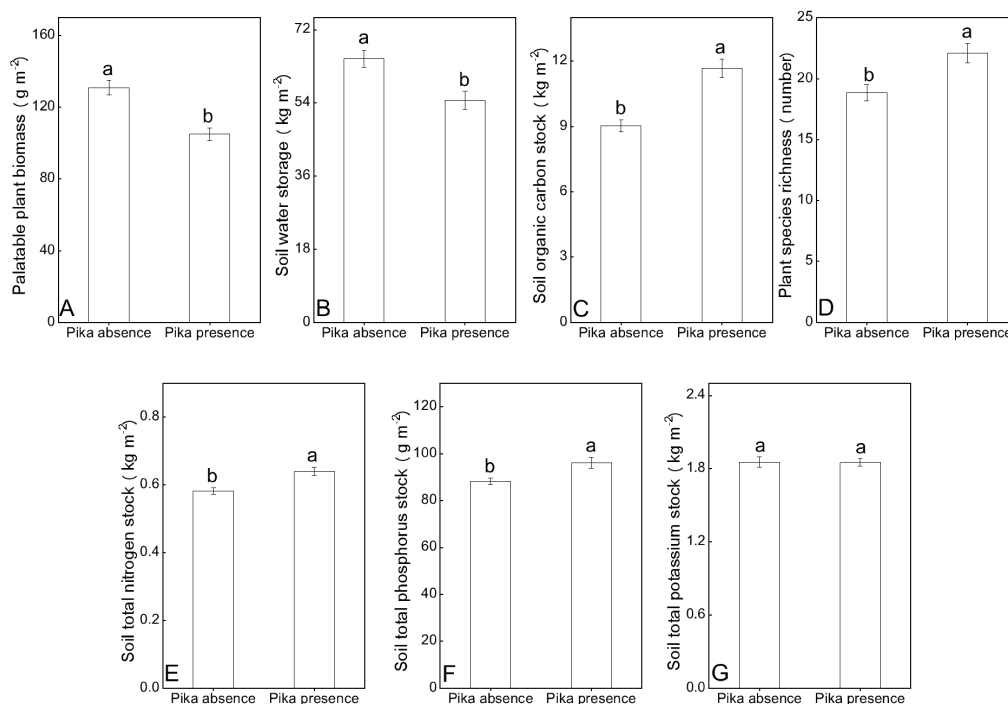 Palatable plant biomass ( g m-2)
160
120
80
40
0
a
b
A
Pika absence Pika presence
Soil water storage ( kg m-2)
72
54
36
18
0
a
b
B
Pika absence Pika presence
Soil organic carbon stock ( kg m-2)
12
9
6
3
0
b
a
C
Pika absence Pika presence
Plant species richness ( number)
25
20
15
10
5
0
b
a
D
Pika absence Pika presence
Soil total nitrogen stock ( kg m-2)
0.8
0.6
0.4
0.2
0.0
b
a
E
Pika absence Pika presence
Soil total phosphorus stock ( g m-2)
120
100
80
60
40
20
0
b
a
F
Pika absence Pika presence
Soil total potassium stock ( kg m-2)
2.4
1.8
1.2
0.6
0.0
a
a
G
Pika absence Pika presence